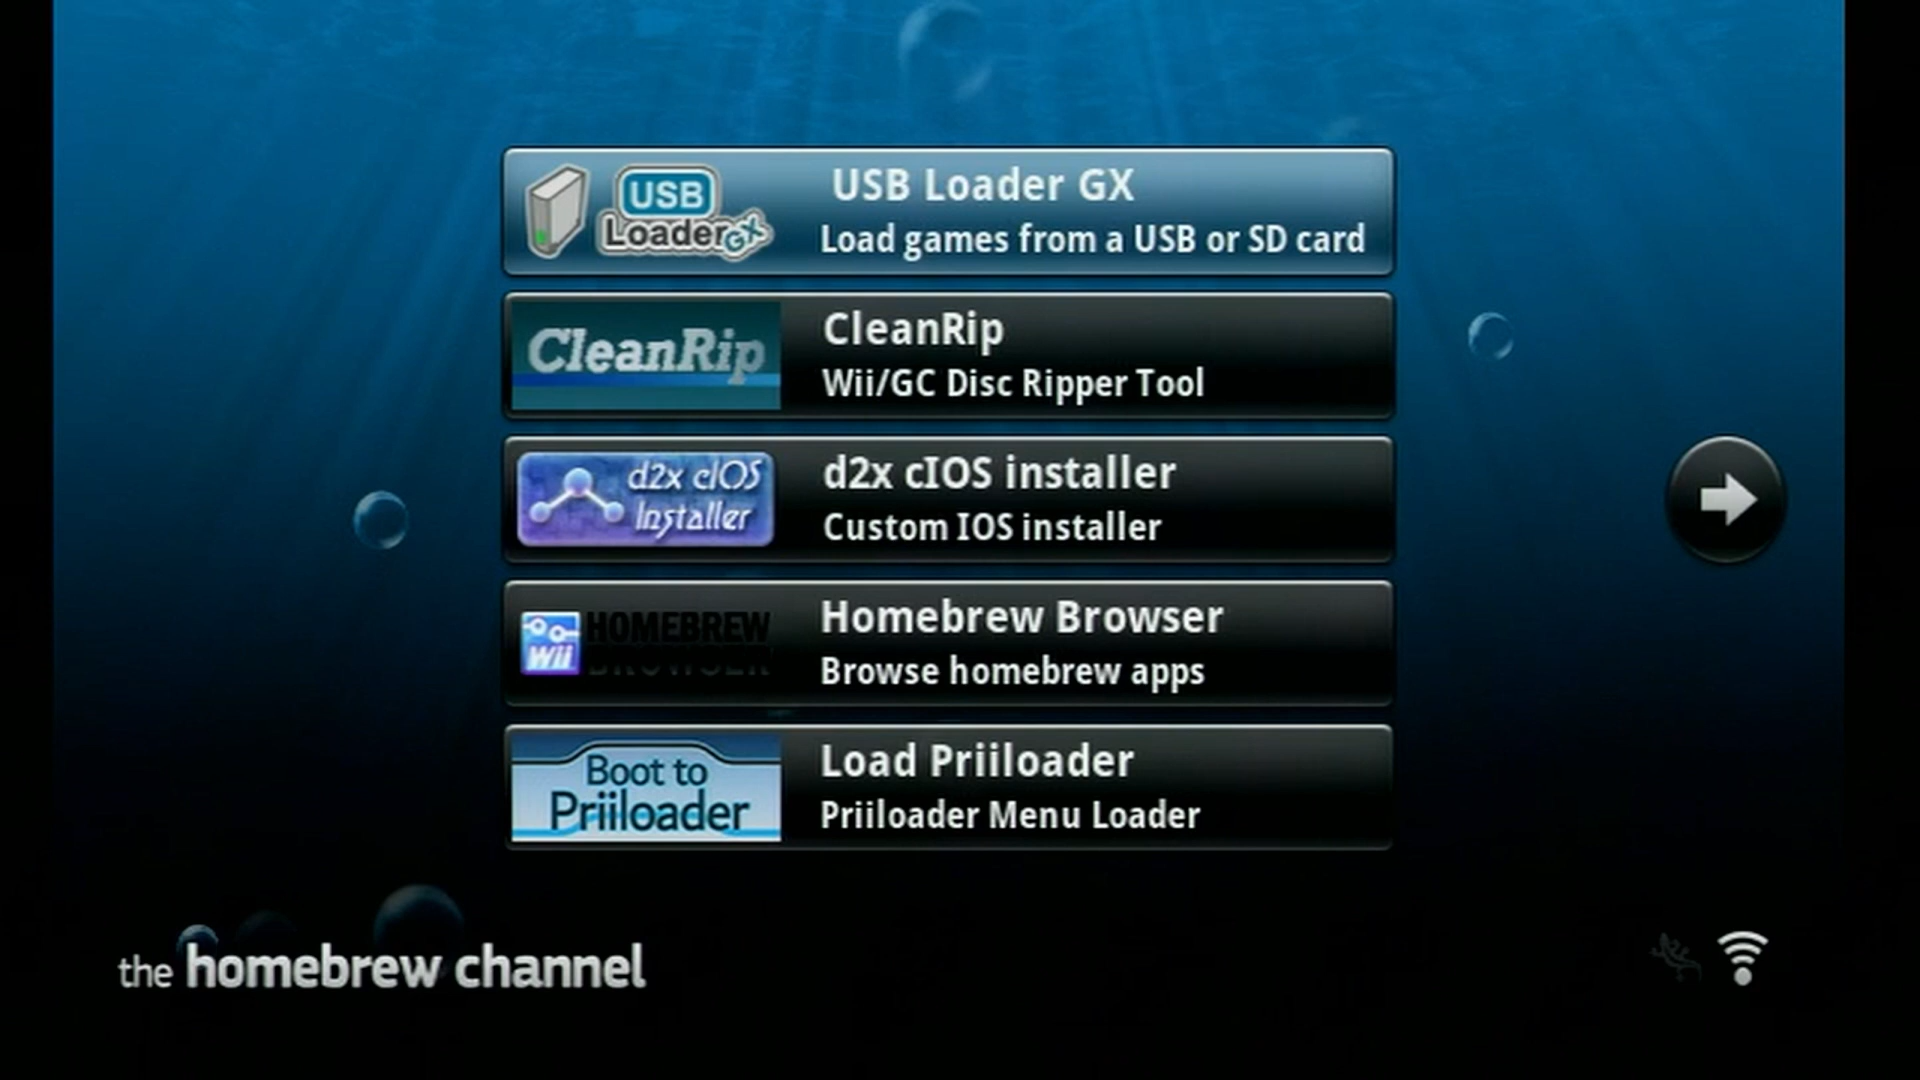 USB
Loader GX
USB Loader GX
Load games from a USB or SD card
CleanRip
CleanRip
Wii/GC Disc Ripper Tool
d2x cIOS
Installer
d2x cIOS installer
Custom IOS installer
Wii
HOMEBREW
BROWSER
Homebrew Browser
Browse homebrew apps
Boot to
Priiloader
Load Priiloader
Priiloader Menu Loader
the homebrew channel